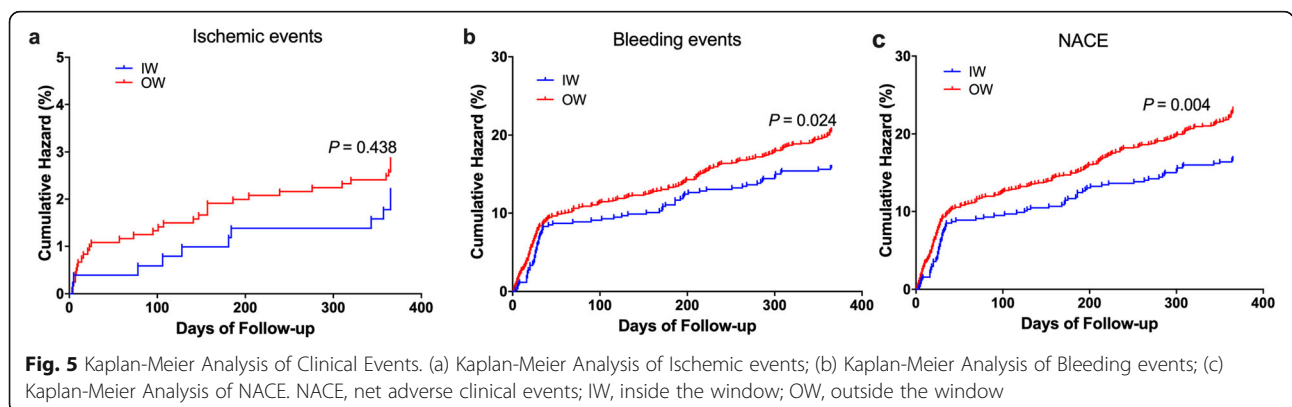 a
Ischemic events
5
4
3
2
1
0
0
100
200
300
400
IW
OW
P = 0.438
Cumulative Hazard (%)
Days of Follow-up
b
Bleeding events
30
20
10
0
0
100
200
300
400
IW
OW
P = 0.024
Cumulative Hazard (%)
Days of Follow-up
c
NACE
30
20
10
0
0
100
200
300
400
IW
OW
P = 0.004
Cumulative Hazard (%)
Days of Follow-up
Fig. 5 Kaplan-Meier Analysis of Clinical Events. (a) Kaplan-Meier Analysis of Ischemic events; (b) Kaplan-Meier Analysis of Bleeding events; (c)
Kaplan-Meier Analysis of NACE. NACE, net adverse clinical events; IW, inside the window; OW, outside the window